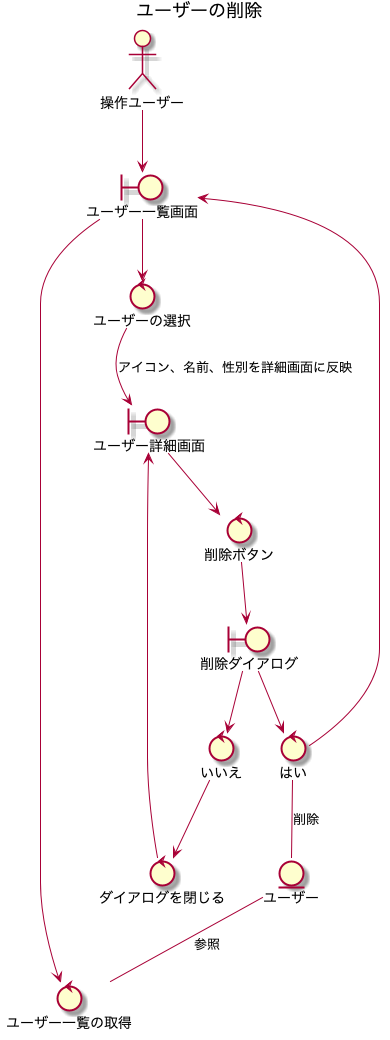 ユーザーの削除
操作ユーザー
ユーザー一覧画面
ユーザーの選択
アイコン、名前、性別を詳細画面に反映
ユーザー詳細画面
削除ボタン
削除ダイアログ
いいえ
はい
削除
ダイアログを閉じる
ユーザー
参照
ユーザー一覧の取得